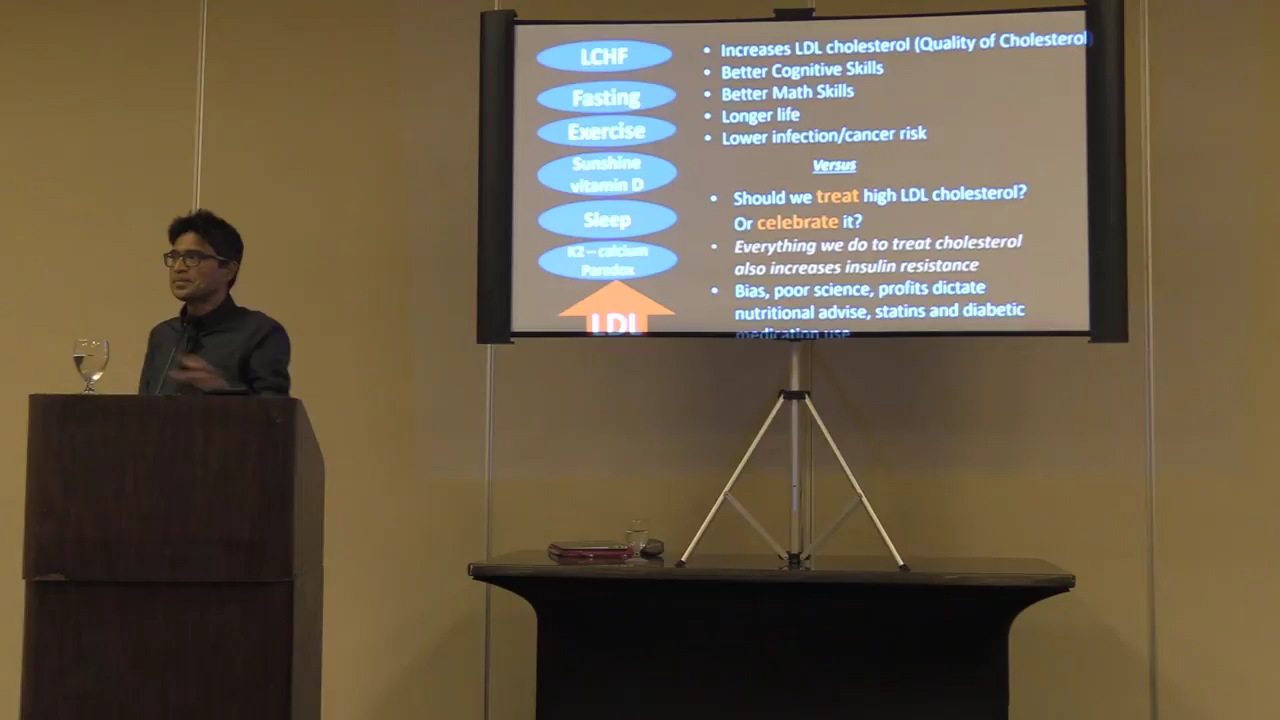 LCHF
Fasting
Exercise
Sunshine
vitamin D
Sleep
K2 – calcium
Paradox
LDL
• Increases LDL cholesterol (Quality of Cholesterol
• Better Cognitive Skills
• Better Math Skills
• Longer life
• Lower infection/cancer risk
Versus
• Should we treat high LDL cholesterol?
Or celebrate it?
• Everything we do to treat cholesterol
also increases insulin resistance
• Bias, poor science, profits dictate
nutritional advise, statins and diabetic
medication use